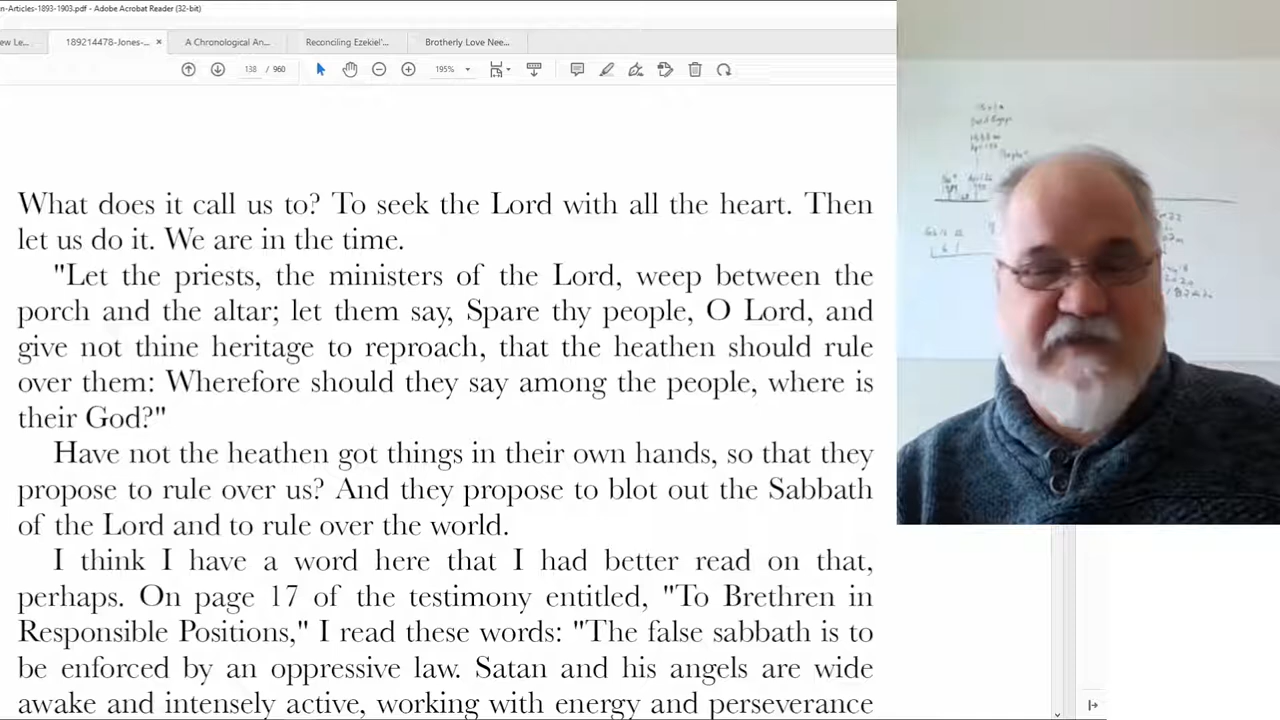 n-Articles-1893-1903.pdf - Adobe Acrobat Reader (32-bit)
ew Le... 189214478-Jones-... × A Chronological An... Reconciling Ezekiel'... Brotherly Love Nee...
138 / 960 195%
What does it call us to? To seek the Lord with all the heart. Then
let us do it. We are in the time.
"Let the priests, the ministers of the Lord, weep between the
porch and the altar; let them say, Spare thy people, O Lord, and
give not thine heritage to reproach, that the heathen should rule
over them: Wherefore should they say among the people, where is
their God?"
Have not the heathen got things in their own hands, so that they
propose to rule over us? And they propose to blot out the Sabbath
of the Lord and to rule over the world.
I think I have a word here that I had better read on that,
perhaps. On page 17 of the testimony entitled, "To Brethren in
Responsible Positions," I read these words: "The false sabbath is to
be enforced by an oppressive law. Satan and his angels are wide
awake and intensely active, working with energy and perseverance